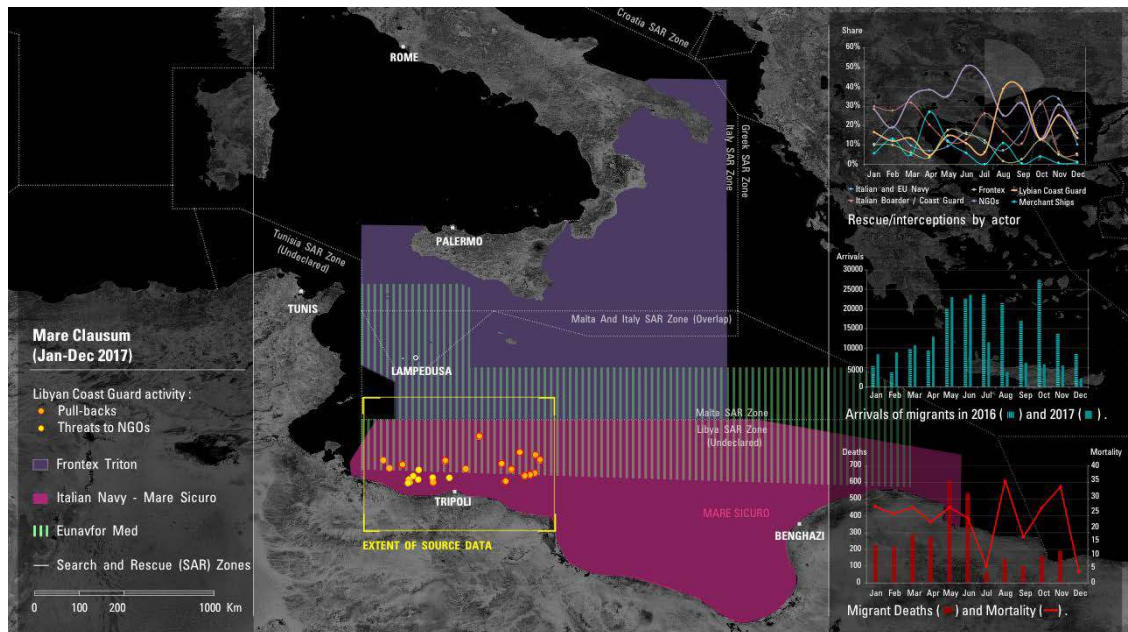 Croatia SAR Zone
ROME
Greek SAR Zone
Italy SAR Zone
PALERMO
Tunisia SAR Zone
(Undeclared)
TUNIS
Malta And Italy SAR Zone (Overlap)
LAMPEDUSA
Malta SAR Zone
Libya SAR Zone
(Undeclared)
TRIPOLI
MARE SICURO
BENGHAZI
EXTENT OF SOURCE DATA
Mare Clausum
(Jan-Dec 2017)
Libyan Coast Guard activity :
Pull-backs
Threats to NGOs
Frontex Triton
Italian Navy - Mare Sicuro
Eunavfor Med
Search and Rescue (SAR) Zones
0 100 200 1000 Km
Share
60%
50%
40%
30%
20%
10%
0%
Jan Feb Mar Apr May Jun Jul Aug Sep Oct Nov Dec
Italian and EU Navy Frontex Lybian Coast Guard
Italian Boarder / Coast Guard NGOs Merchant Ships
Rescue/interceptions by actor
Arrivals
30000
25000
20000
15000
10000
5000
0
Jan Feb Mar Apr May Jun Jul Aug Sep Oct Nov Dec
Arrivals of migrants in 2016 ( ) and 2017 ( ) .
Deaths Mortality
700 40
600 35
500 30
400 25
300 20
200 15
100 10
0 5
0
Jan Feb Mar Apr May Jun Jul Aug Sep Oct Nov Dec
Migrant Deaths ( ) and Mortality ( ) .